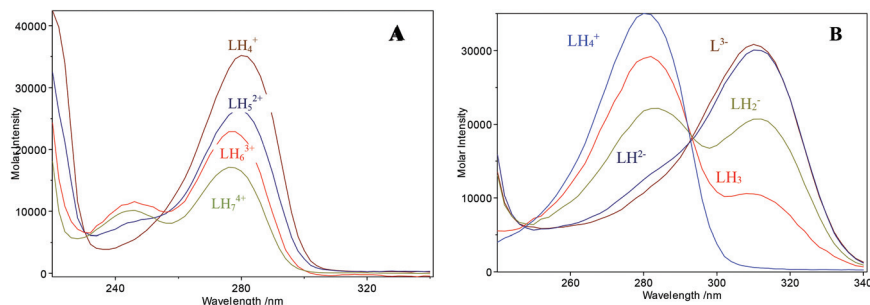 A
Molar Intensity
40000
30000
20000
10000
0
LH₄⁺
LH₅²⁺
LH₆³⁺
LH₇⁴⁺
240 280 320
Wavelength /nm
B
Molar Intensity
30000
20000
10000
0
LH₄⁺
L³⁻
LH₂⁻
LH²⁻
LH₃
260 280 300 320 340
Wavelength /nm